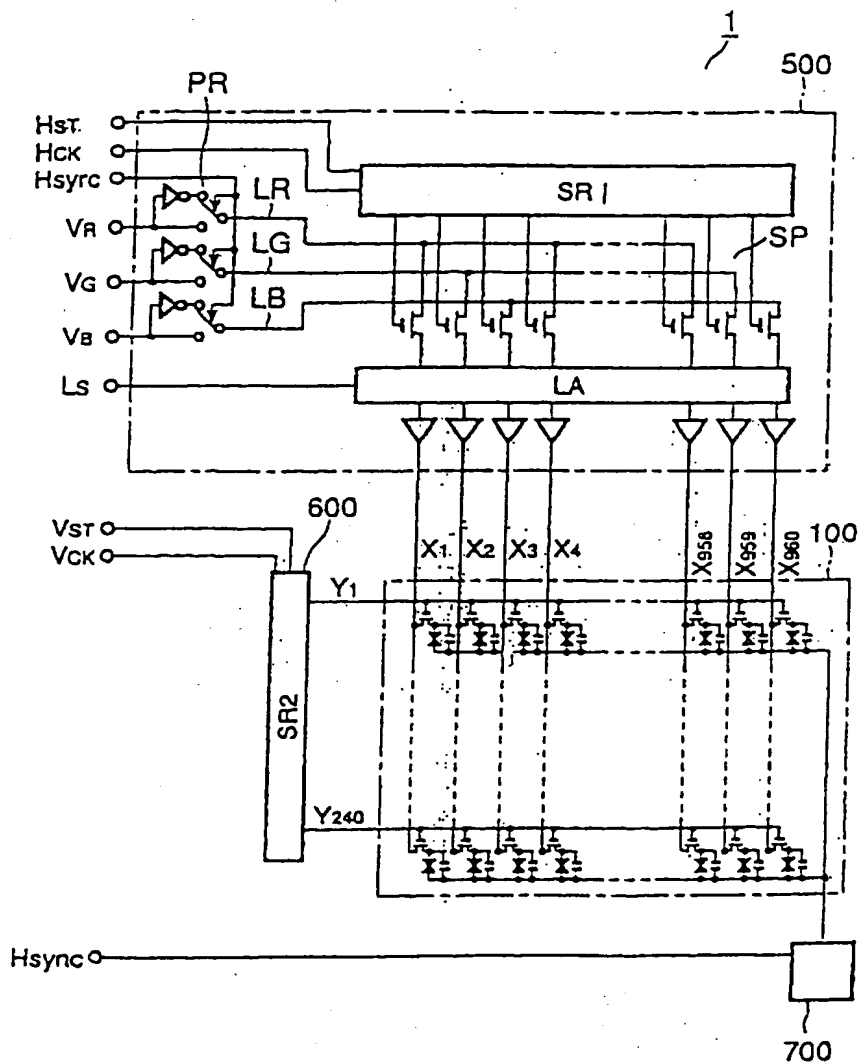 1
500
PR
HST.
HCK
Hsyrc
SR1
LR
VR
SP
LG
VG
LB
VB
LS
LA
600
VST
VCK
X1 X2 X3 X4 X958 X959 X960
100
Y1
SR2
Y240
Hsync
700